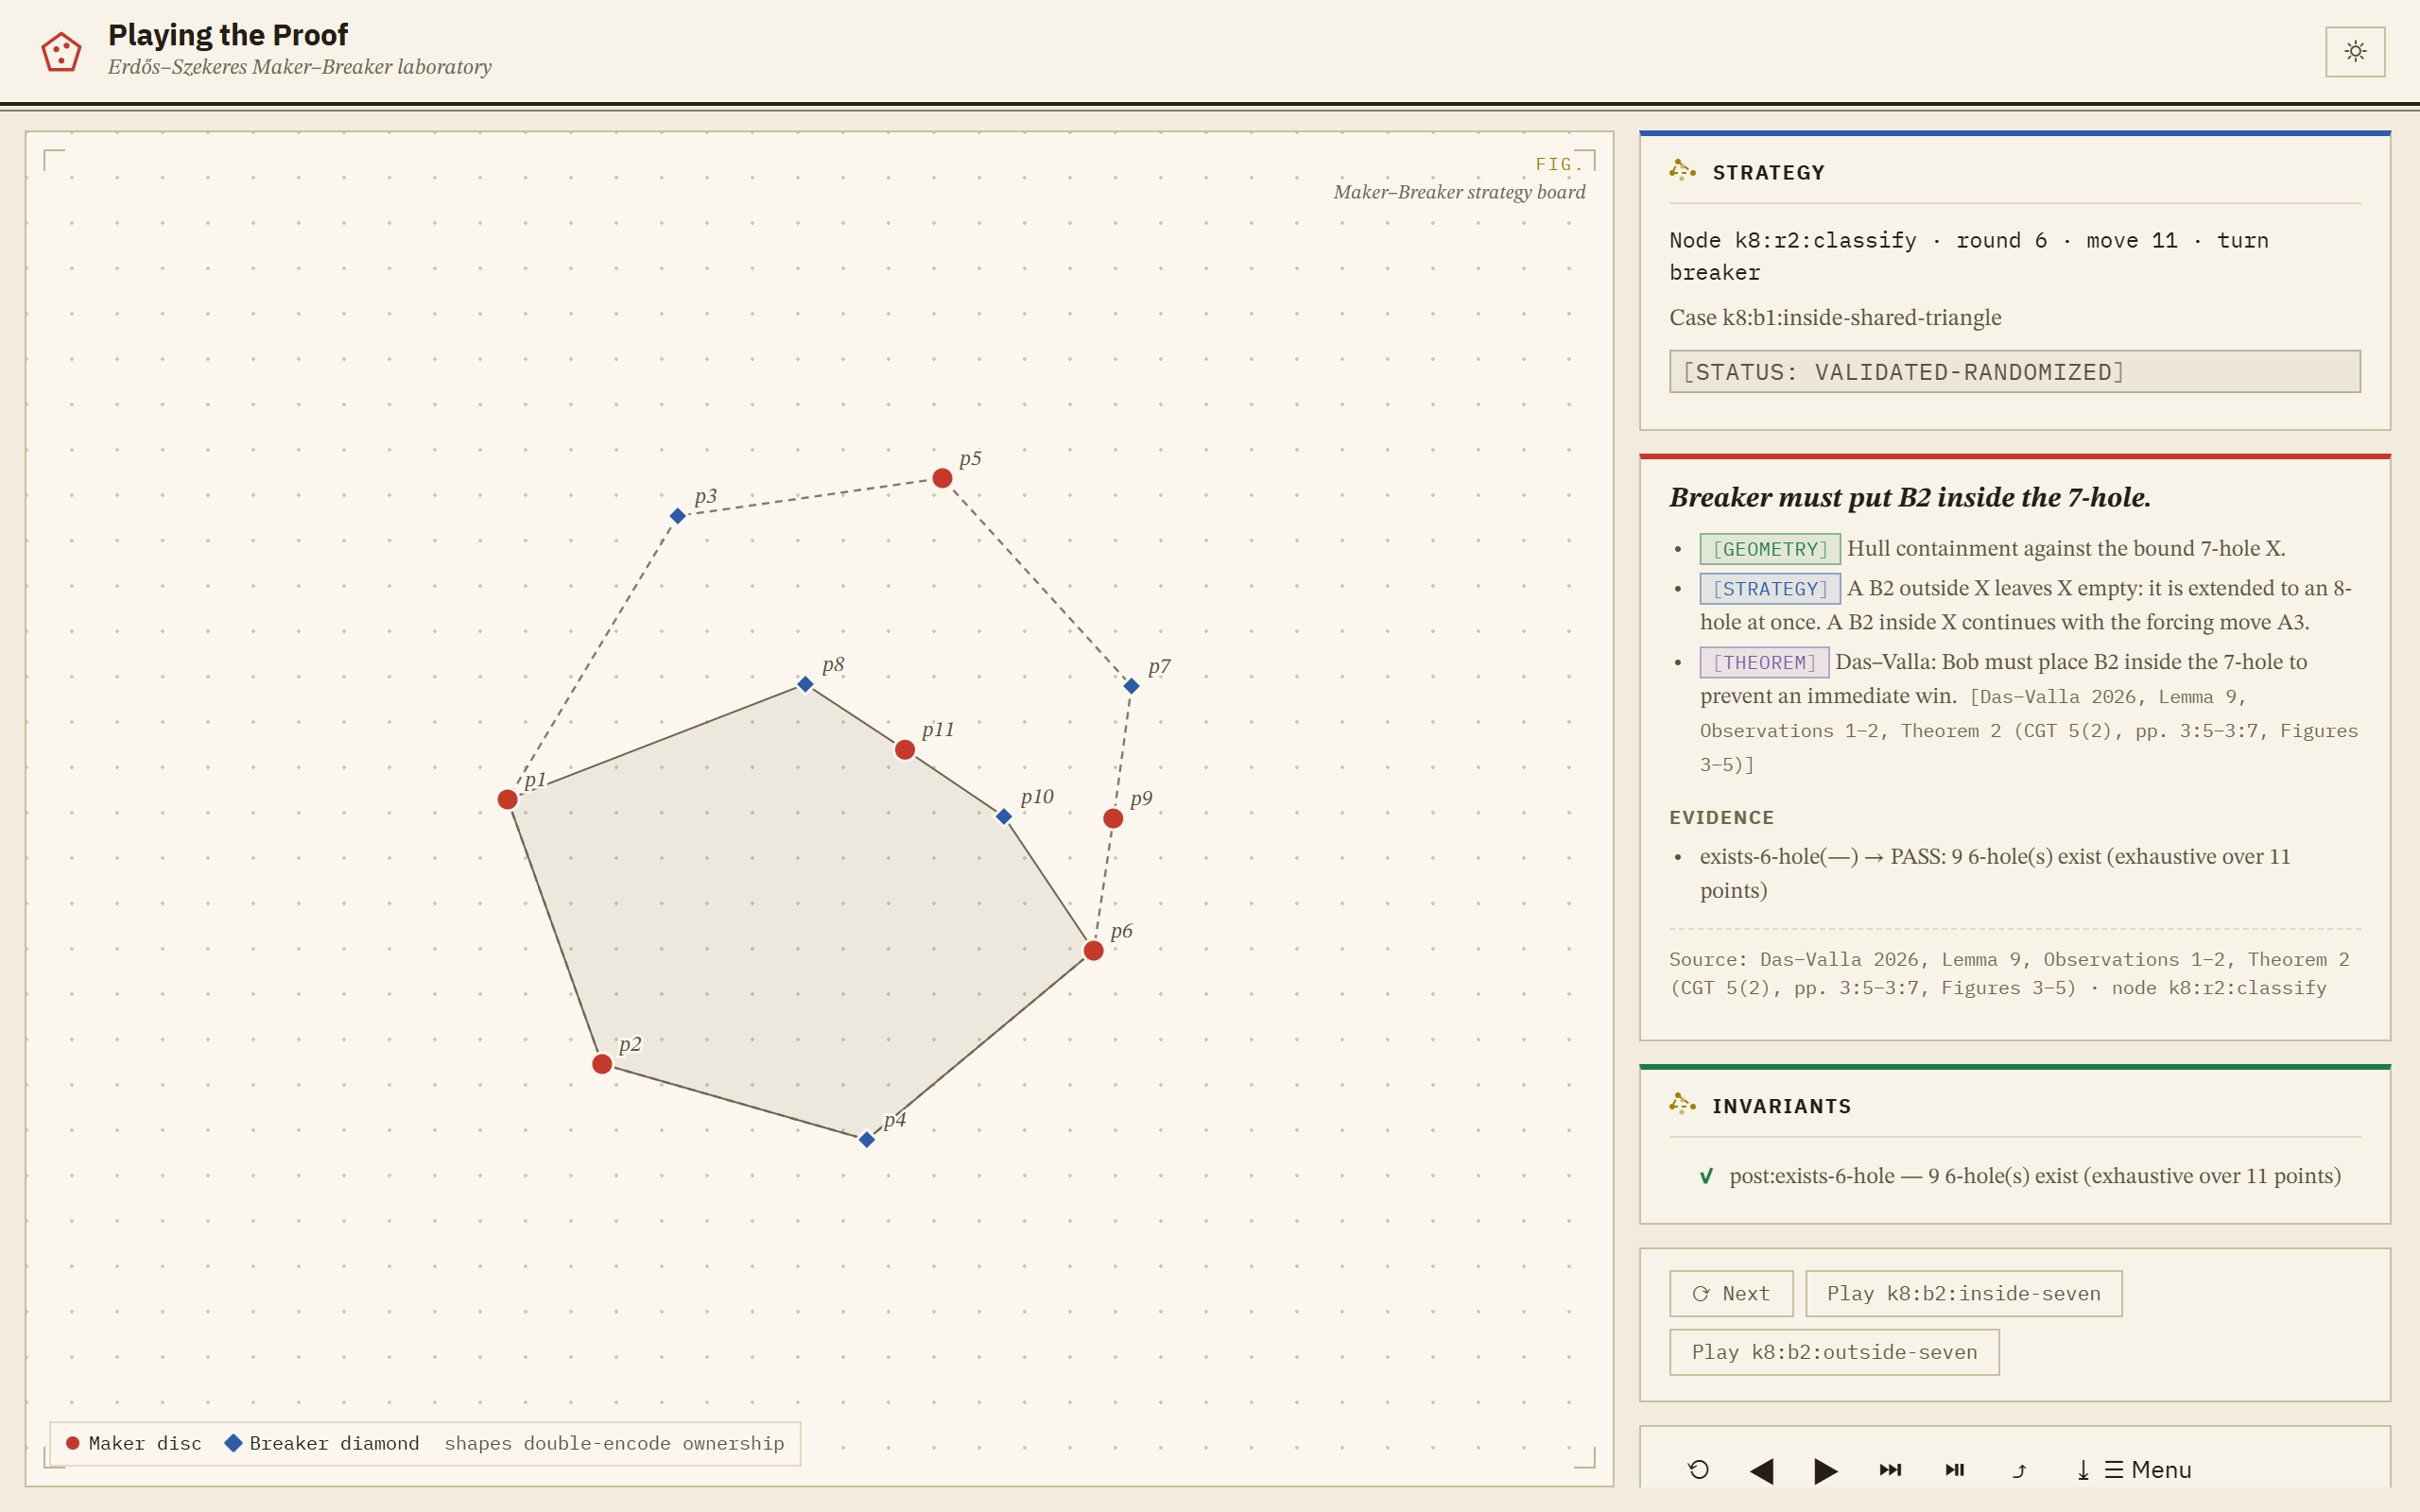 Playing the Proof
Erdős–Szekeres Maker–Breaker laboratory
FIG.
Maker–Breaker strategy board
p3
p5
p8
p7
p11
p1
p10
p9
p6
p2
p4
Maker disc Breaker diamond shapes double-encode ownership
STRATEGY
Node k8:r2:classify · round 6 · move 11 · turn
breaker
Case k8:b1:inside-shared-triangle
[STATUS: VALIDATED-RANDOMIZED]
Breaker must put B2 inside the 7-hole.
• [GEOMETRY] Hull containment against the bound 7-hole X.
• [STRATEGY] A B2 outside X leaves X empty: it is extended to an 8-
hole at once. A B2 inside X continues with the forcing move A3.
• [THEOREM] Das–Valla: Bob must place B2 inside the 7-hole to
prevent an immediate win. [Das–Valla 2026, Lemma 9,
Observations 1–2, Theorem 2 (CGT 5(2), pp. 3:5–3:7, Figures
3–5)]
EVIDENCE
• exists-6-hole(—) → PASS: 9 6-hole(s) exist (exhaustive over 11
points)
Source: Das–Valla 2026, Lemma 9, Observations 1–2, Theorem 2
(CGT 5(2), pp. 3:5–3:7, Figures 3–5) · node k8:r2:classify
INVARIANTS
✓ post:exists-6-hole — 9 6-hole(s) exist (exhaustive over 11 points)
⟳ Next
Play k8:b2:inside-seven
Play k8:b2:outside-seven
☰ Menu